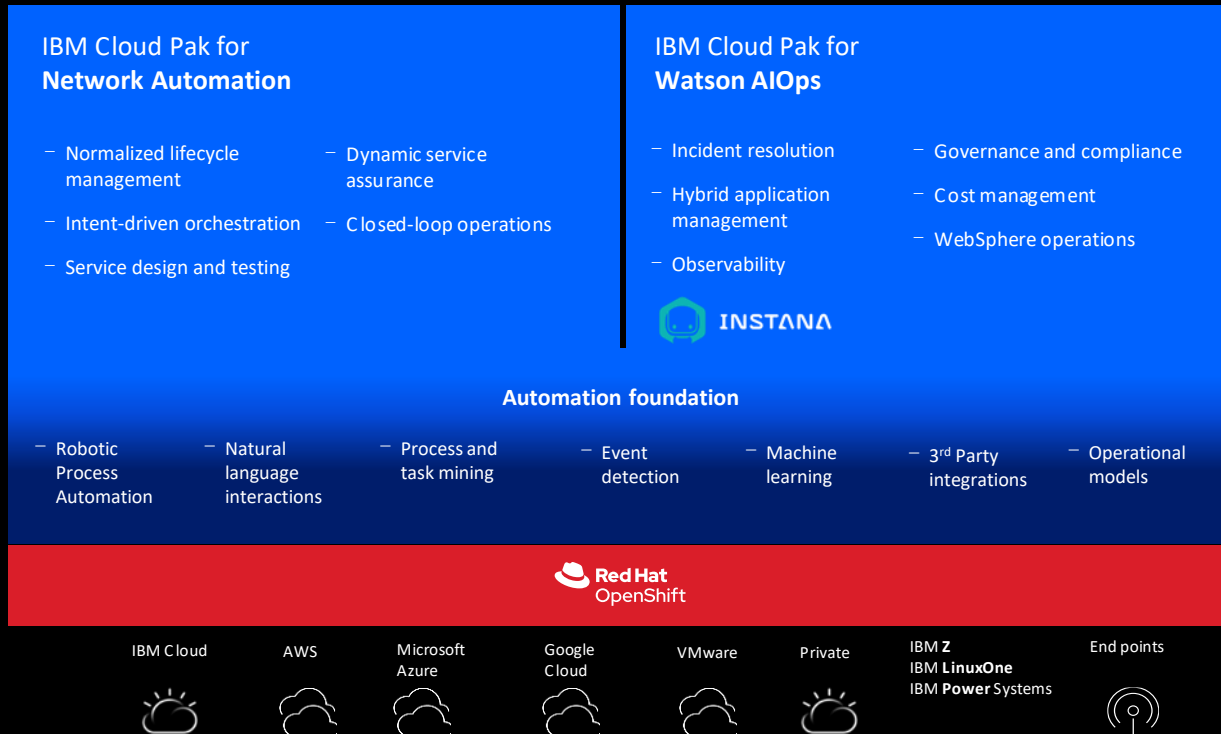 IBM Cloud Pak for
Network Automation
– Normalized lifecycle
management
– Intent-driven orchestration
– Service design and testing
– Dynamic service
assurance
– Closed-loop operations
IBM Cloud Pak for
Watson AIOps
– Incident resolution
– Hybrid application
management
– Observability
INSTANA
– Governance and compliance
– Cost management
– WebSphere operations
Automation foundation
– Robotic
Process
Automation
– Natural
language
interactions
– Process and
task mining
– Event
detection
– Machine
learning
– 3rd Party
integrations
– Operational
models
Red Hat
OpenShift
IBM Cloud
AWS
Microsoft
Azure
Google
Cloud
VMware
Private
IBM Z
IBM LinuxOne
IBM Power Systems
End points